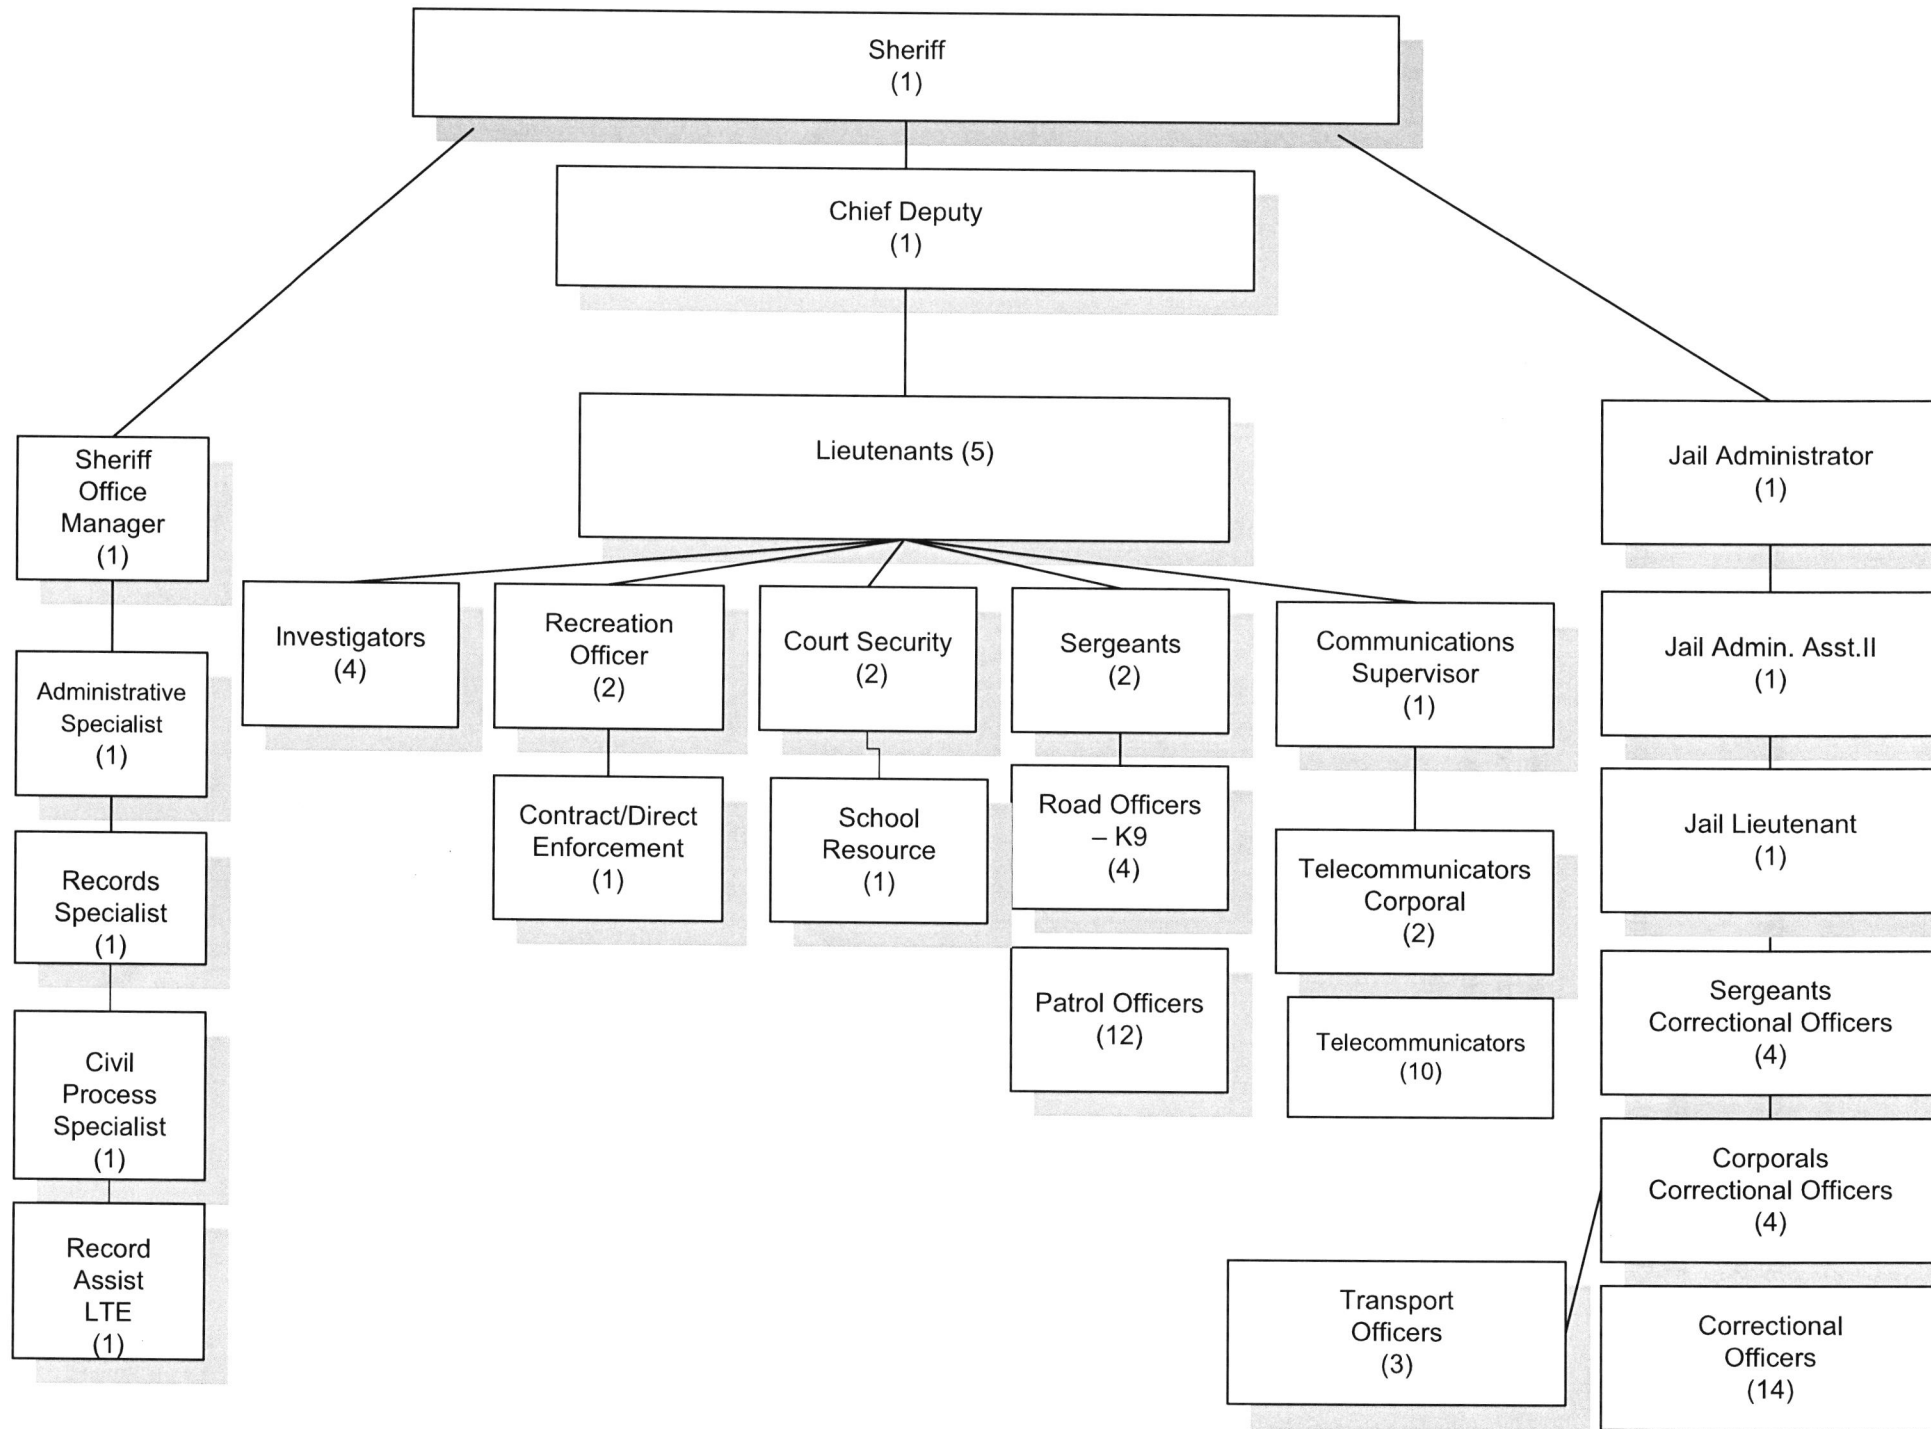 Sheriff
(1)
Chief Deputy
(1)
Lieutenants (5)
Sheriff
Office
Manager
(1)
Administrative
Specialist
(1)
Records
Specialist
(1)
Civil
Process
Specialist
(1)
Record
Assist
LTE
(1)
Investigators
(4)
Recreation
Officer
(2)
Contract/Direct
Enforcement
(1)
Court Security
(2)
School
Resource
(1)
Sergeants
(2)
Road Officers
– K9
(4)
Patrol Officers
(12)
Communications
Supervisor
(1)
Telecommunicators
Corporal
(2)
Telecommunicators
(10)
Jail Administrator
(1)
Jail Admin. Asst.II
(1)
Jail Lieutenant
(1)
Sergeants
Correctional Officers
(4)
Corporals
Correctional Officers
(4)
Transport
Officers
(3)
Correctional
Officers
(14)